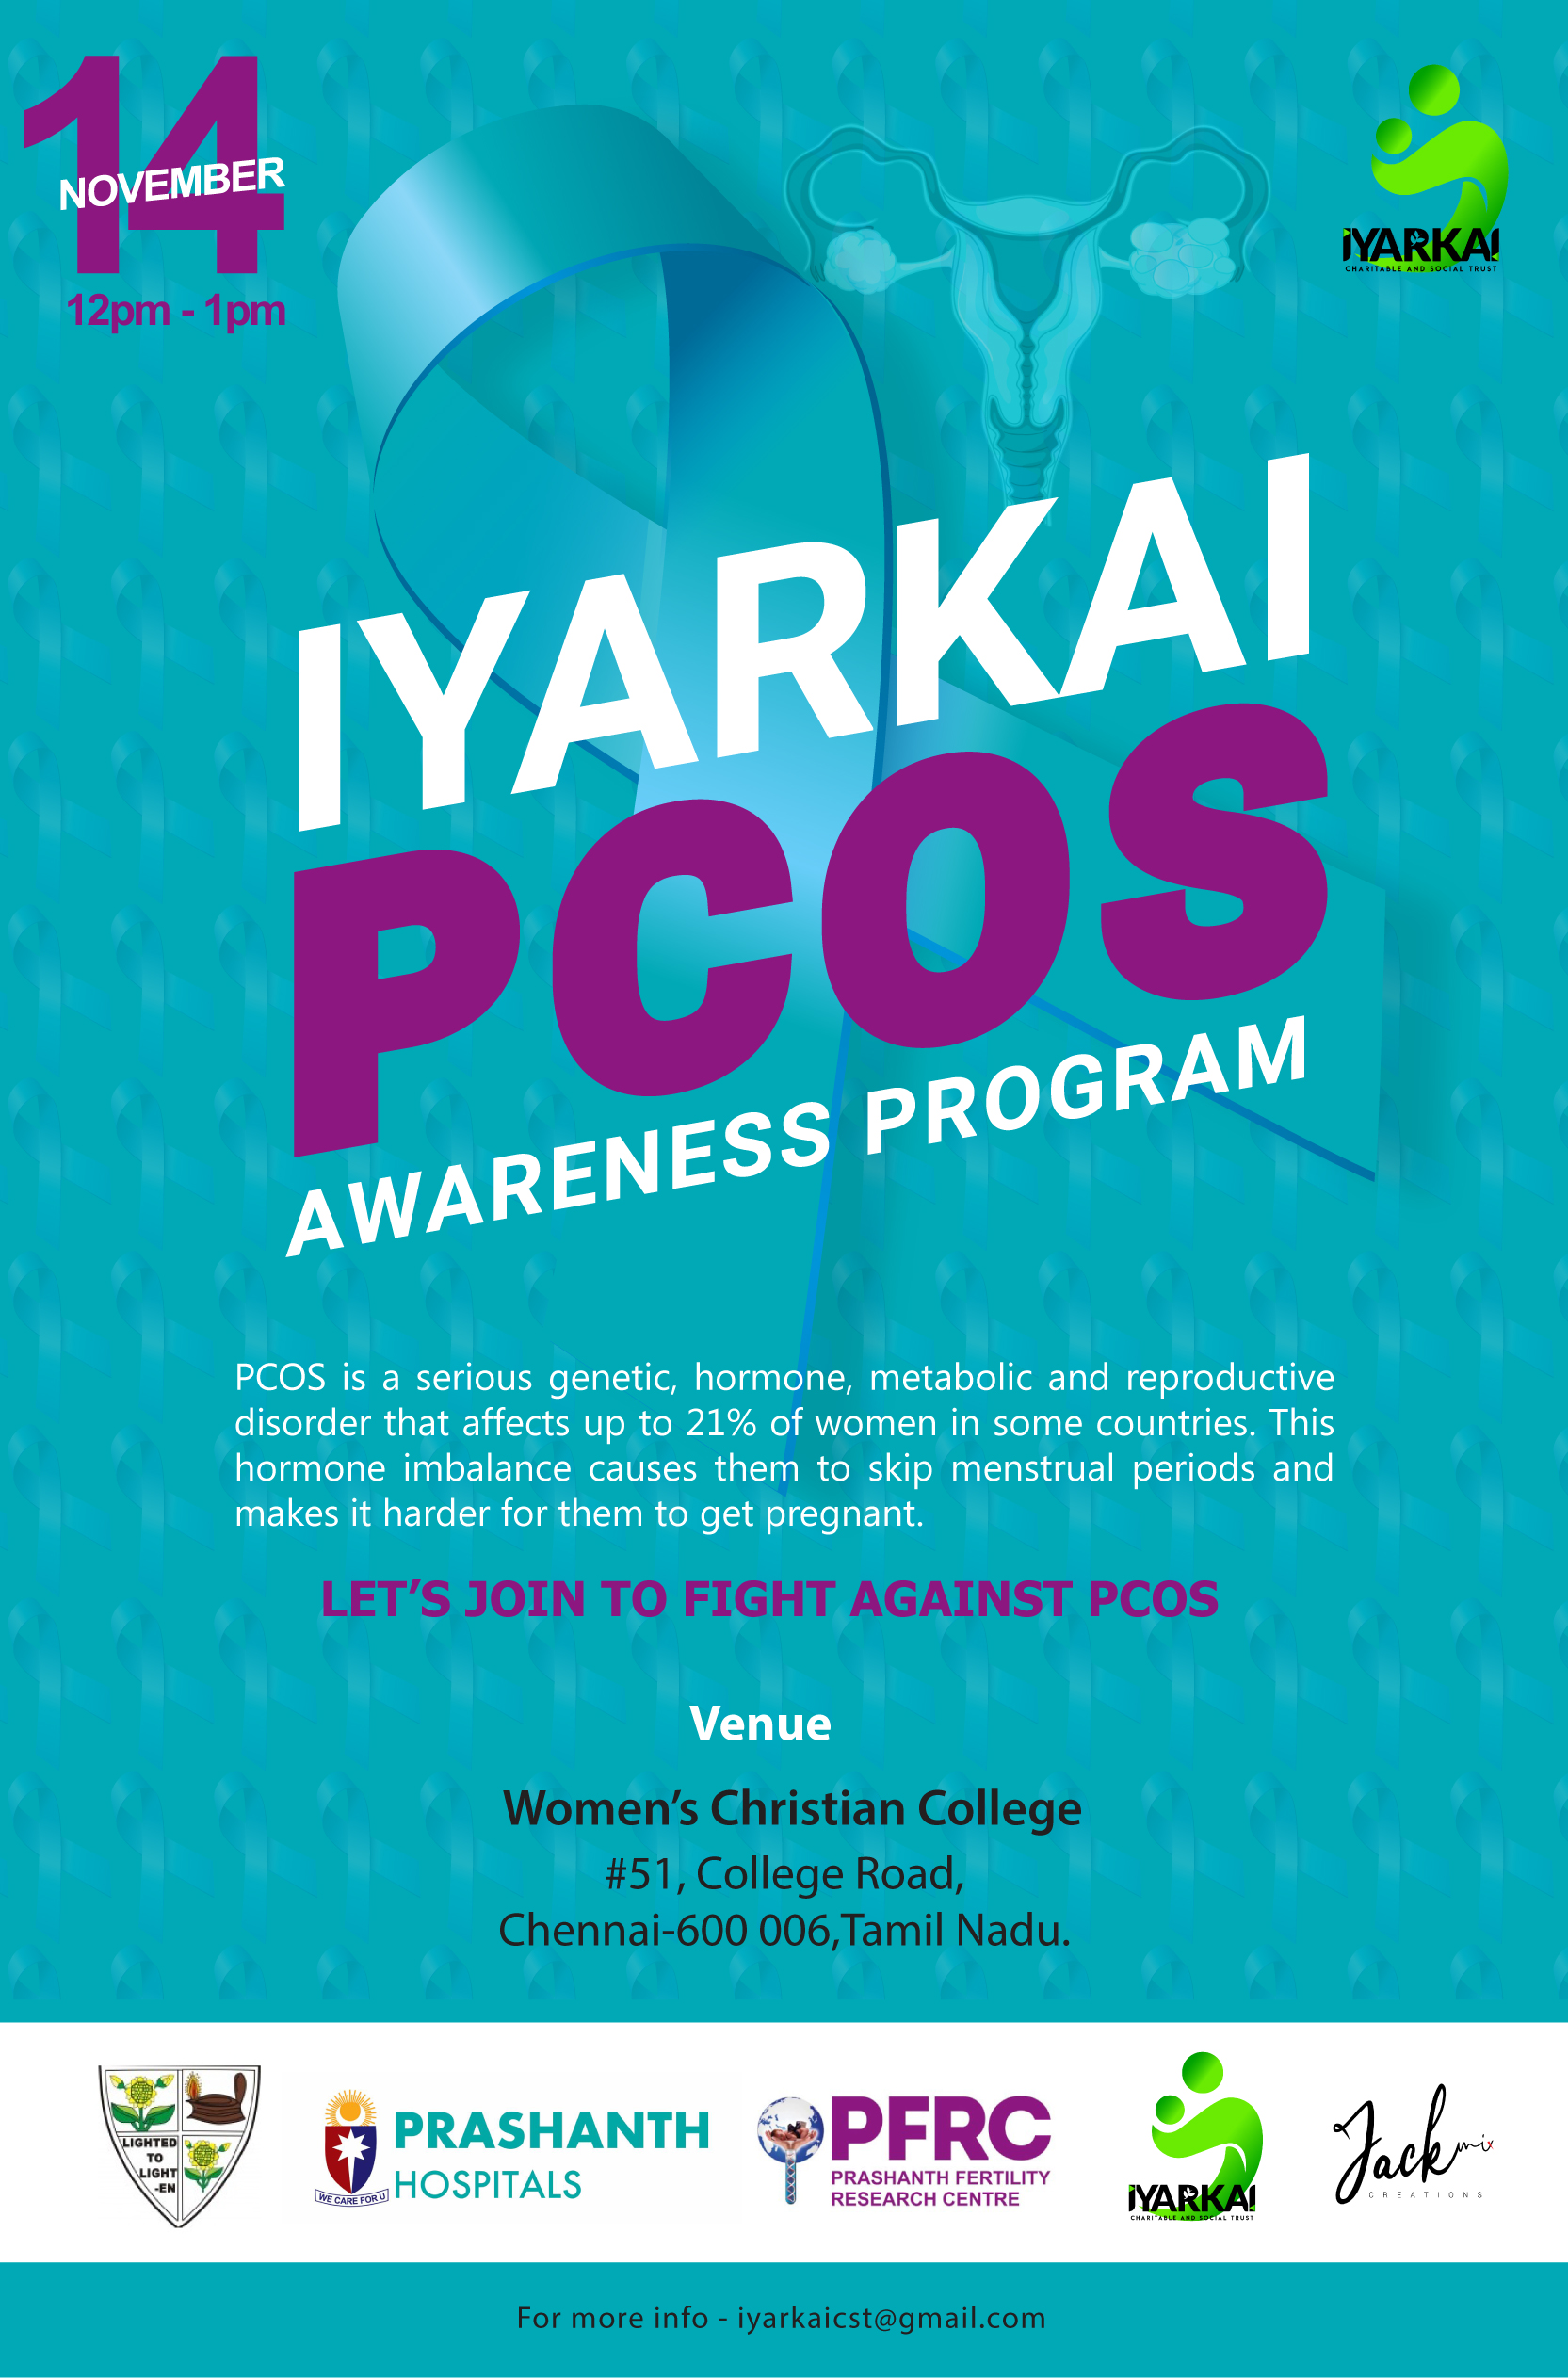 14
NOVEMBER
12pm - 1pm
IYARKAI
CHARITABLE AND SOCIAL TRUST
IYARKAI
PCOS
AWARENESS PROGRAM
PCOS is a serious genetic, hormone, metabolic and reproductive
disorder that affects up to 21% of women in some countries. This
hormone imbalance causes them to skip menstrual periods and
makes it harder for them to get pregnant.
LET’S JOIN TO FIGHT AGAINST PCOS
Venue
Women’s Christian College
#51, College Road,
Chennai-600 006,Tamil Nadu.
LIGHTED
TO
LIGHT
-EN
WE CARE FOR U
PRASHANTH
HOSPITALS
PFRC
PRASHANTH FERTILITY
RESEARCH CENTRE
IYARKAI
CHARITABLE AND SOCIAL TRUST
Jack mix
CREATIONS
For more info - iyarkaicst@gmail.com